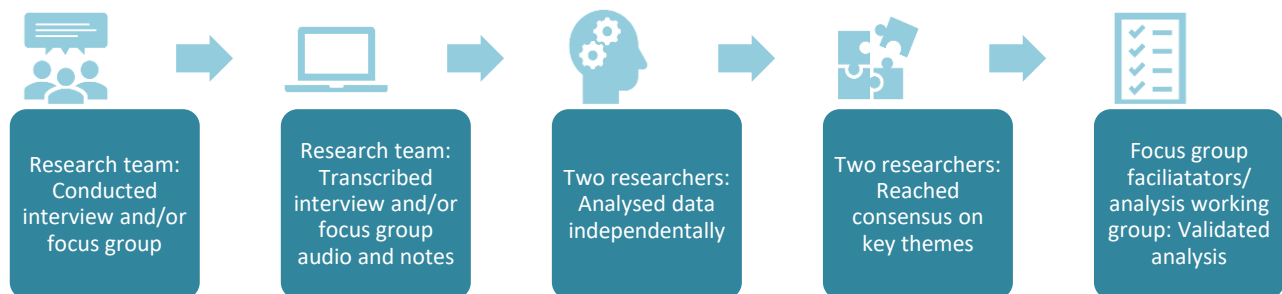 Research team:
Conducted
interview and/or
focus group
Research team:
Transcribed
interview and/or
focus group
audio and notes
Two researchers:
Analysed data
independentally
Two researchers:
Reached
consensus on
key themes
Focus group
faciliatators/
analysis working
group: Validated
analysis